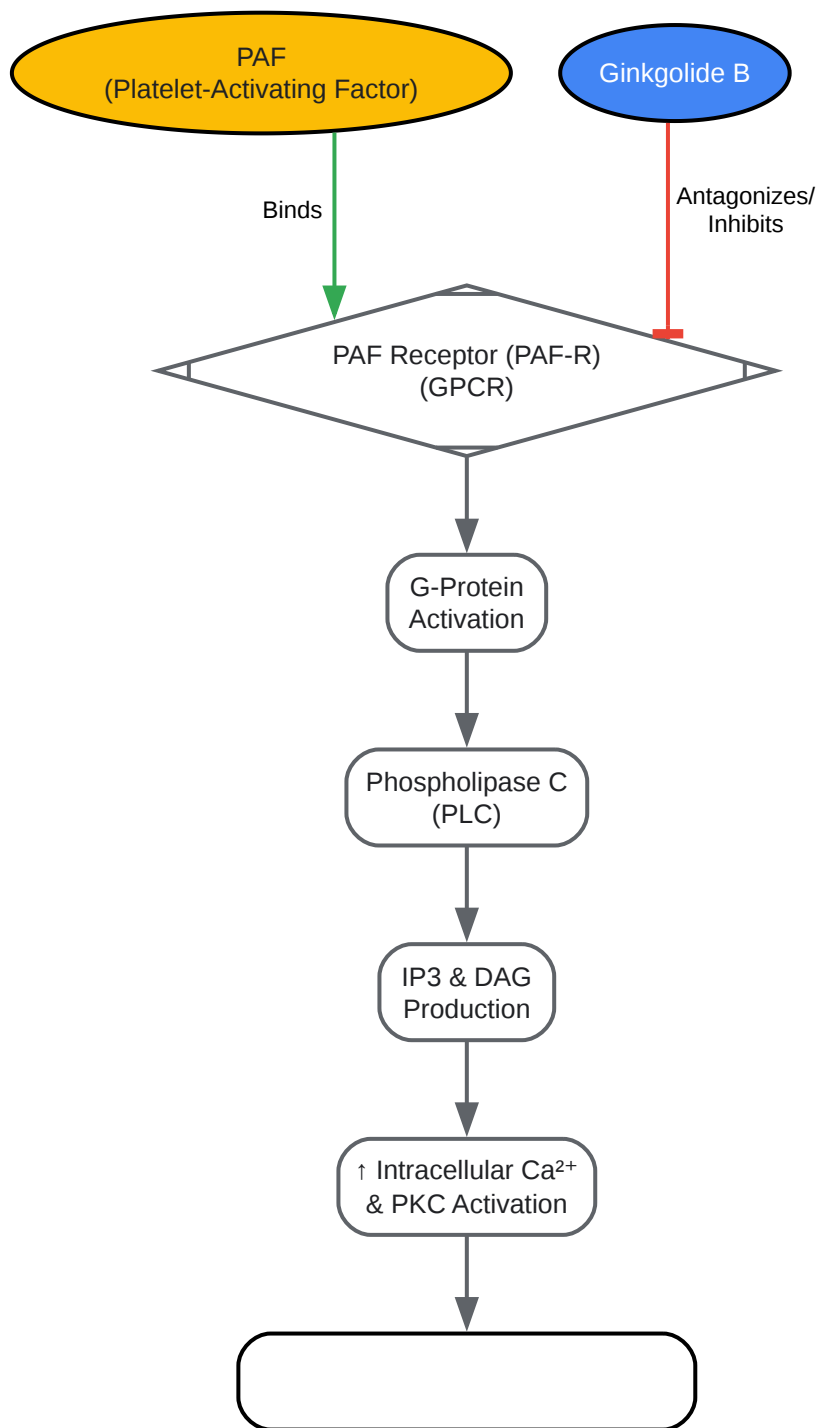 PAF
(Platelet-Activating Factor)
Ginkgolide B
Binds
Antagonizes/
Inhibits
PAF Receptor (PAF-R)
(GPCR)
G-Protein
Activation
Phospholipase C
(PLC)
IP3 & DAG
Production
↑ Intracellular Ca²⁺
& PKC Activation